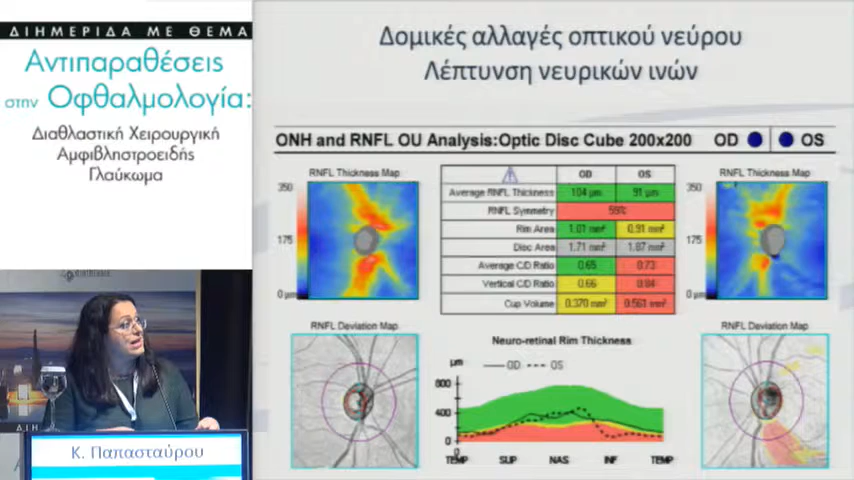 ΔΙΗΜΕΡΙΔΑ ΜΕ ΘΕΜΑ
Αντιπαραθέσεις
στην Οφθαλμολογία:
Διαθλαστική Χειρουργική
Αμφιβληστροειδής
Γλαύκωμα
Κ. Παπασταύρου
Δομικές αλλαγές οπτικού νεύρου
Λέπτυνση νευρικών ινών
ONH and RNFL OU Analysis:Optic Disc Cube 200x200 OD OS
RNFL Thickness Map
350
175
0 μm
OD OS
Average RNFL Thickness 104 μm 91 μm
RNFL Symmetry 59%
Rim Area 1.01 mm² 0.91 mm²
Disc Area 1.71 mm² 1.87 mm²
Average C/D Ratio 0.65 0.73
Vertical C/D Ratio 0.66 0.84
Cup Volume 0.370 mm³ 0.561 mm³
RNFL Thickness Map
350
175
0 μm
RNFL Deviation Map
Neuro-retinal Rim Thickness
μm OD OS
800
400
0
TEMP SUP NAS INF TEMP
RNFL Deviation Map